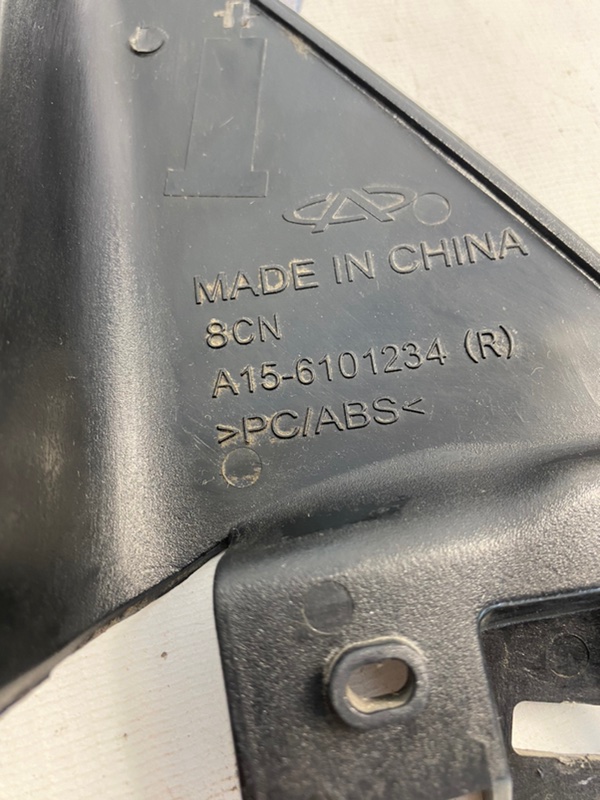 MADE IN CHINA
8CN
A15-6101234 (R)
>PC/ABS<